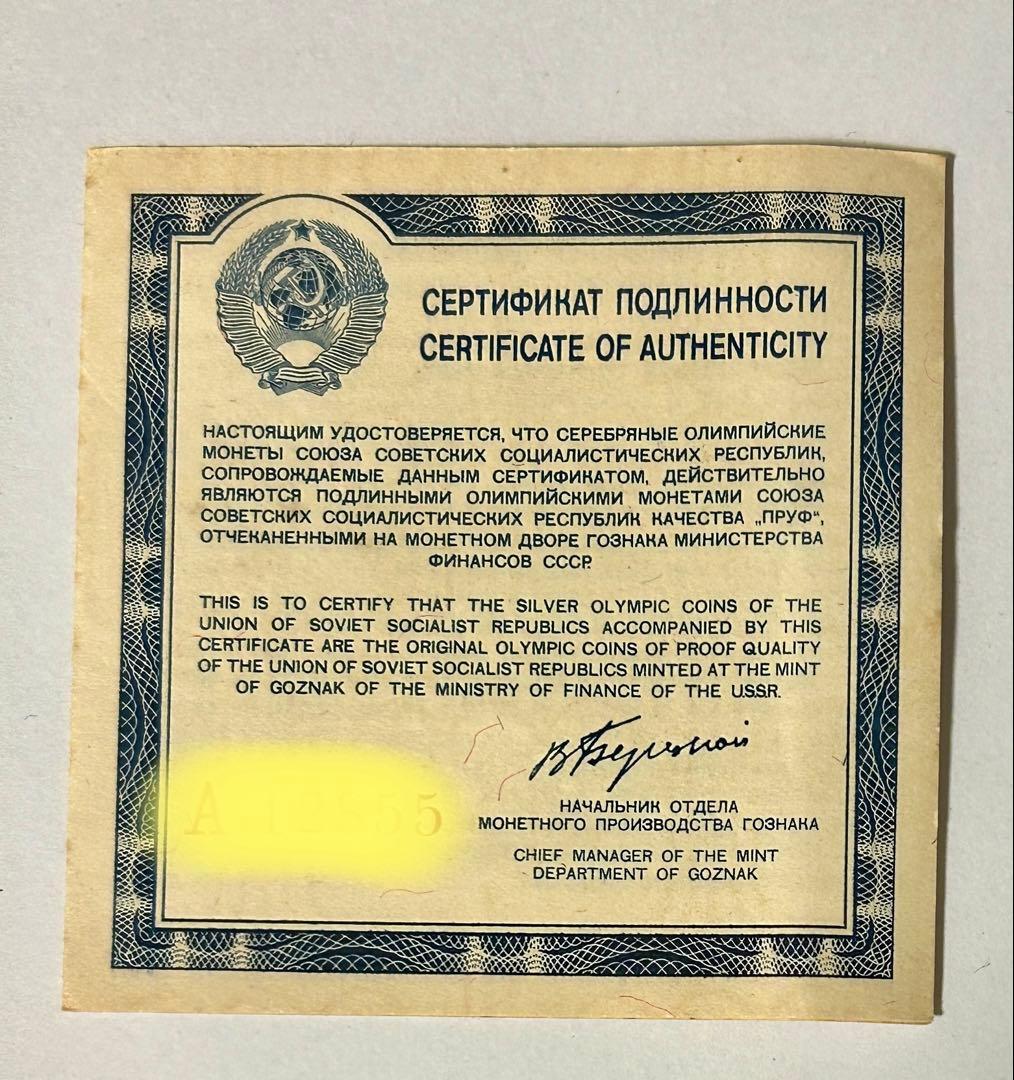 СЕРТИФИКАТ ПОДЛИННОСТИ
CERTIFICATE OF AUTHENTICITY
НАСТОЯЩИМ УДОСТОВЕРЯЕТСЯ, ЧТО СЕРЕБРЯНЫЕ ОЛИМПИЙСКИЕ
МОНЕТЫ СОЮЗА СОВЕТСКИХ СОЦИАЛИСТИЧЕСКИХ РЕСПУБЛИК,
СОПРОВОЖДАЕМЫЕ ДАННЫМ СЕРТИФИКАТОМ, ДЕЙСТВИТЕЛЬНО
ЯВЛЯЮТСЯ ПОДЛИННЫМИ ОЛИМПИЙСКИМИ МОНЕТАМИ СОЮЗА
СОВЕТСКИХ СОЦИАЛИСТИЧЕСКИХ РЕСПУБЛИК КАЧЕСТВА „ПРУФ“,
ОТЧЕКАНЕННЫМИ НА МОНЕТНОМ ДВОРЕ ГОЗНАКА МИНИСТЕРСТВА
ФИНАНСОВ СССР.
THIS IS TO CERTIFY THAT THE SILVER OLYMPIC COINS OF THE
UNION OF SOVIET SOCIALIST REPUBLICS ACCOMPANIED BY THIS
CERTIFICATE ARE THE ORIGINAL OLYMPIC COINS OF PROOF QUALITY
OF THE UNION OF SOVIET SOCIALIST REPUBLICS MINTED AT THE MINT
OF GOZNAK OF THE MINISTRY OF FINANCE OF THE U.S.S.R.
НАЧАЛЬНИК ОТДЕЛА
МОНЕТНОГО ПРОИЗВОДСТВА ГОЗНАКА
CHIEF MANAGER OF THE MINT
DEPARTMENT OF GOZNAK